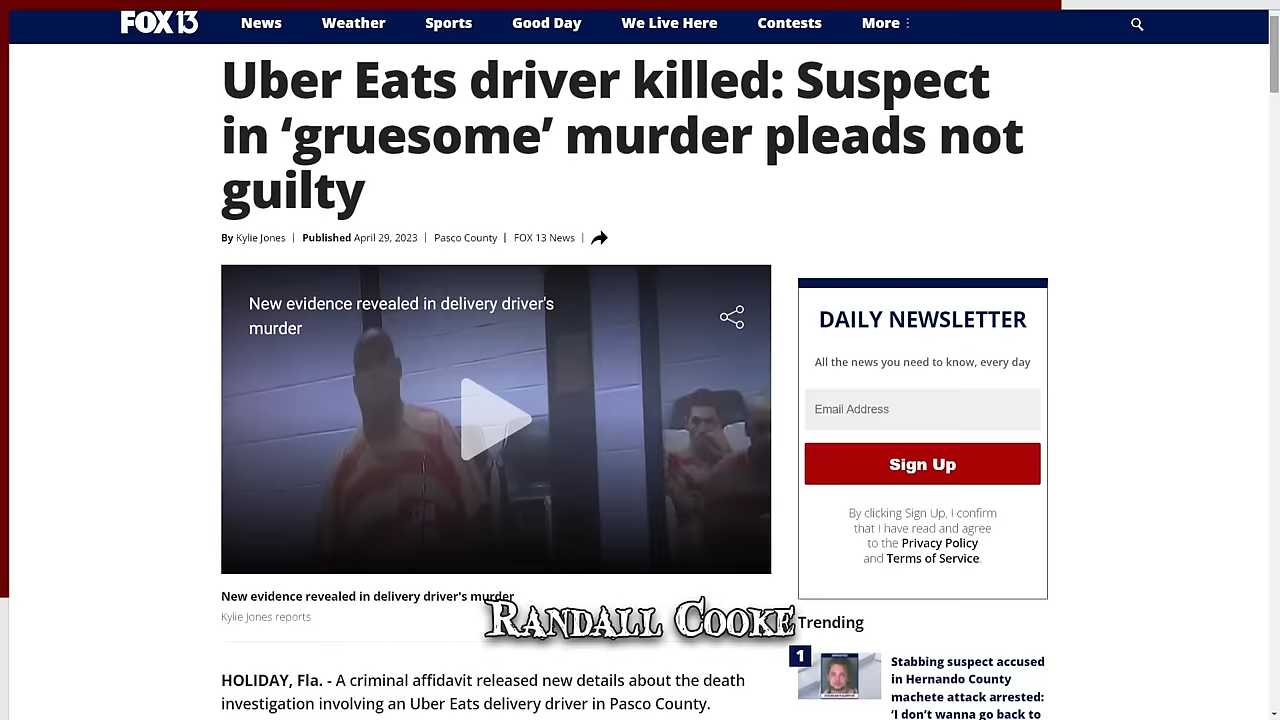 FOX 13
News
Weather
Sports
Good Day
We Live Here
Contests
More
Uber Eats driver killed: Suspect
in ‘gruesome’ murder pleads not
guilty
By Kylie Jones | Published April 29, 2023 | Pasco County | FOX 13 News |
New evidence revealed in delivery driver's
murder
New evidence revealed in delivery driver's murder
Kylie Jones reports
HOLIDAY, Fla. - A criminal affidavit released new details about the death
investigation involving an Uber Eats delivery driver in Pasco County.
RANDALL COOKE
DAILY NEWSLETTER
All the news you need to know, every day
Email Address
Sign Up
By clicking Sign Up, I confirm
that I have read and agree
to the Privacy Policy
and Terms of Service.
Trending
1
Stabbing suspect accused
in Hernando County
machete attack arrested:
‘I don’t wanna go back to